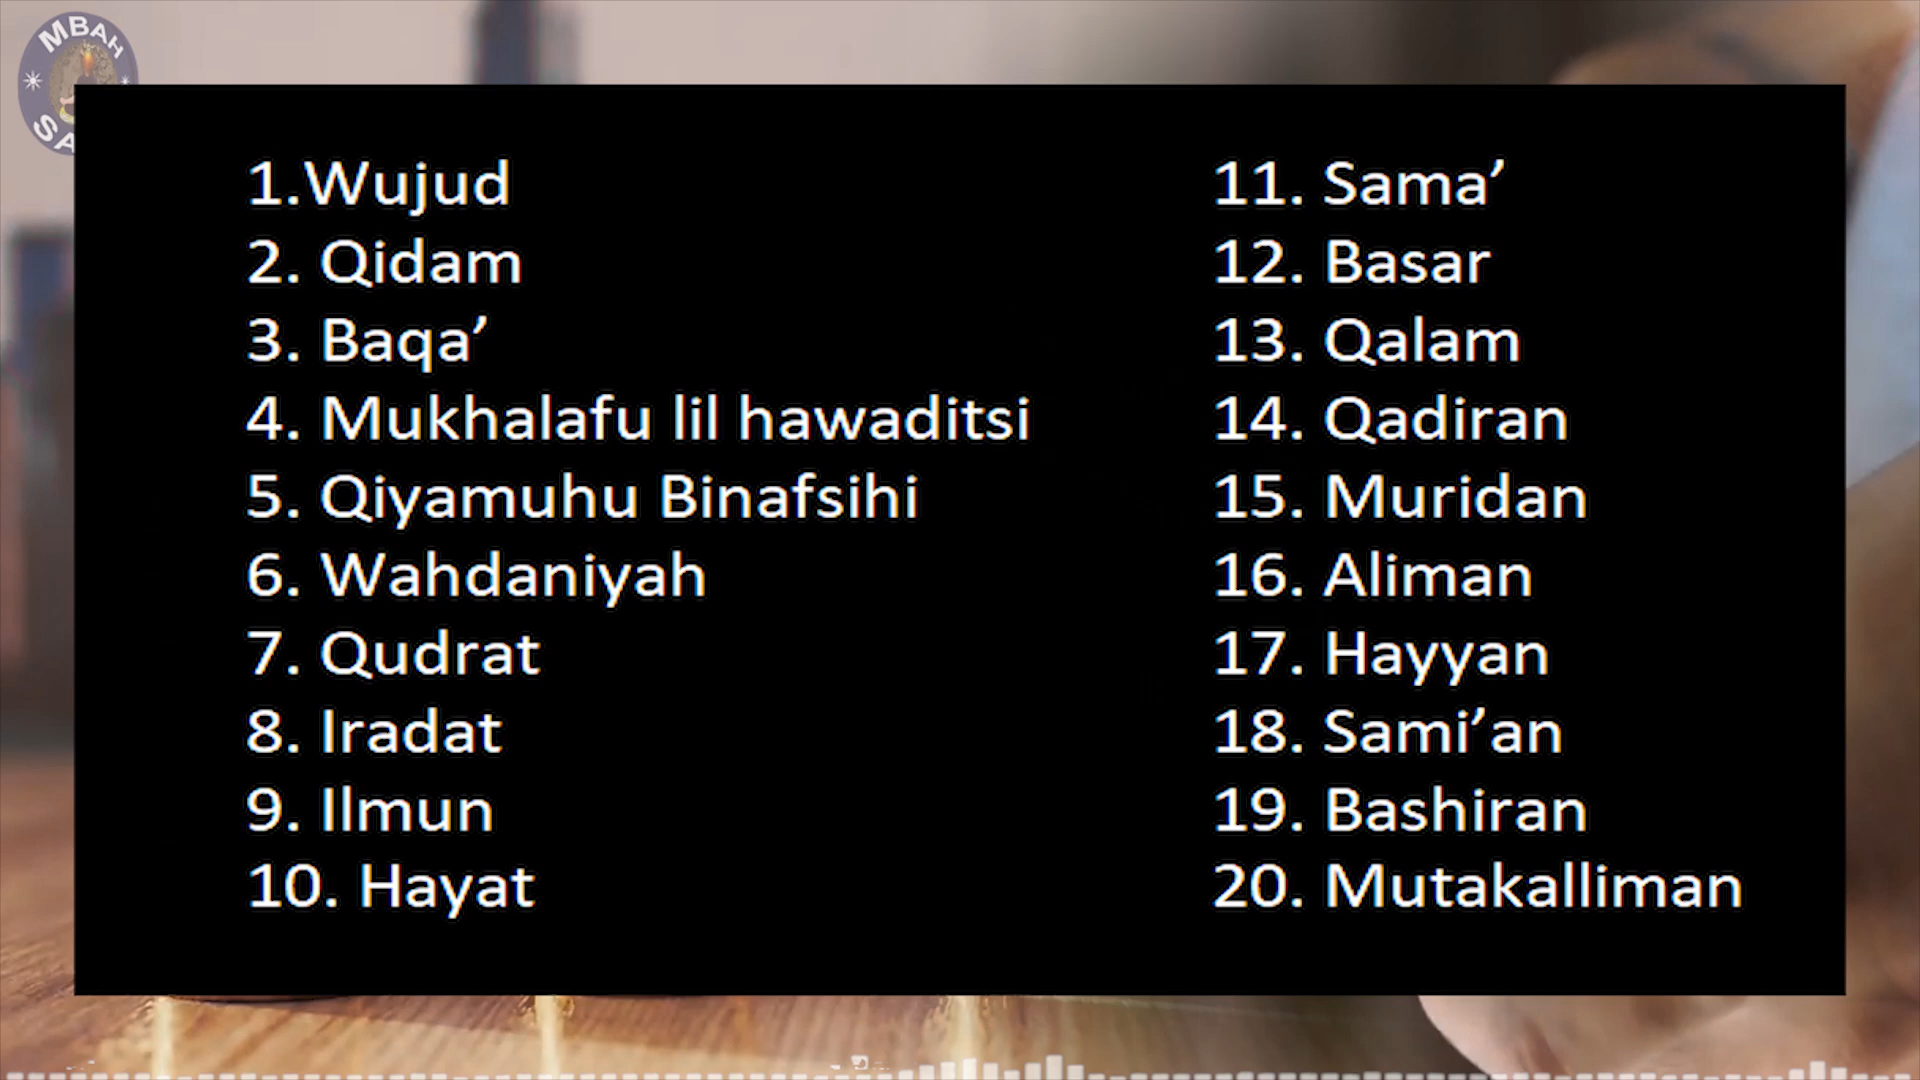 MBAH
1.Wujud
2. Qidam
3. Baqa’
4. Mukhalafu lil hawaditsi
5. Qiyamuhu Binafsihi
6. Wahdaniyah
7. Qudrat
8. Iradat
9. Ilmun
10. Hayat
11. Sama’
12. Basar
13. Qalam
14. Qadiran
15. Muridan
16. Aliman
17. Hayyan
18. Sami’an
19. Bashiran
20. Mutakalliman